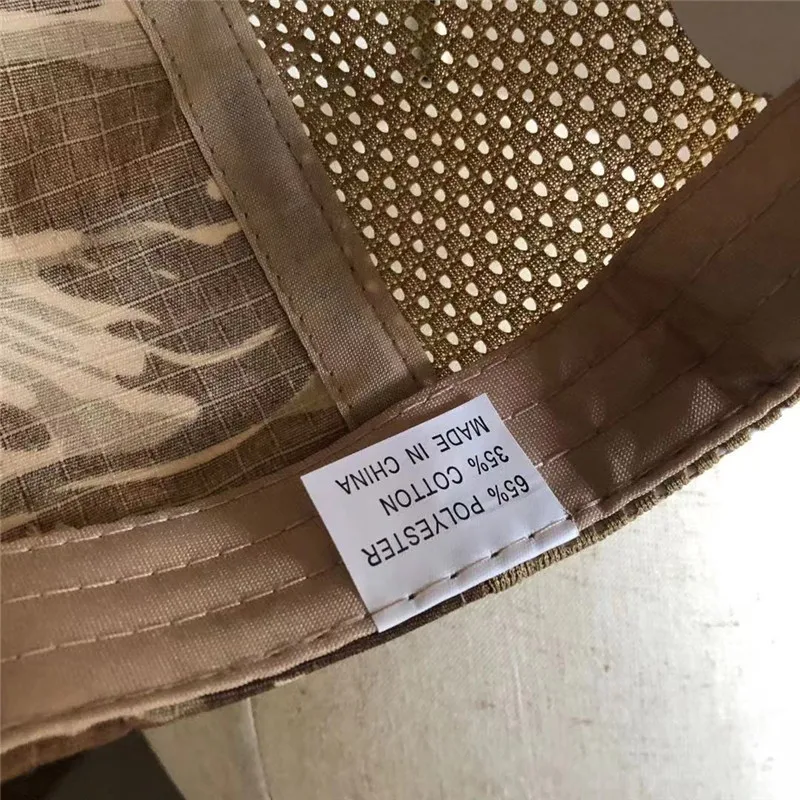 65% POLYESTER
35% COTTON
MADE IN CHINA